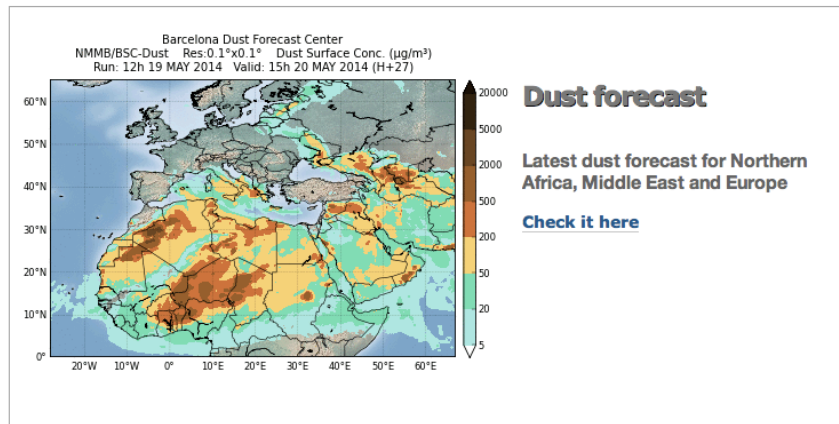 Barcelona Dust Forecast Center
NMMB/BSC-Dust Res:0.1°x0.1° Dust Surface Conc. (μg/m³)
Run: 12h 19 MAY 2014 Valid: 15h 20 MAY 2014 (H+27)
60°N
50°N
40°N
30°N
20°N
10°N
0°
20°W
10°W
0°
10°E
20°E
30°E
40°E
50°E
60°E
20000
5000
2000
500
200
50
20
5
Dust forecast
Latest dust forecast for Northern
Africa, Middle East and Europe
Check it here